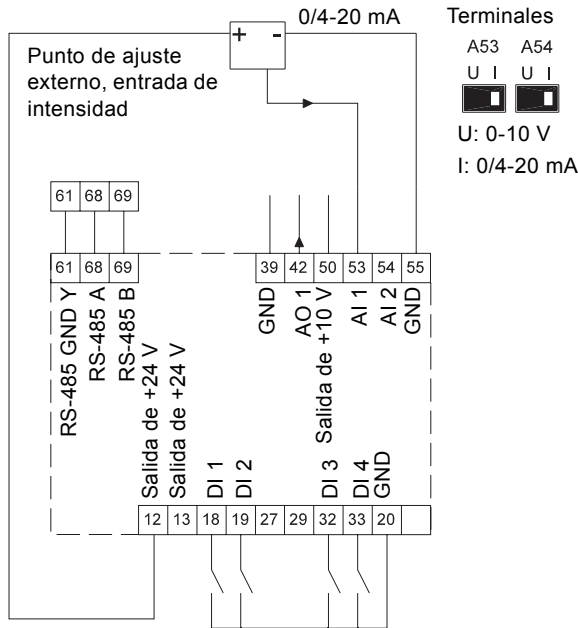 0/4-20 mA
+ -
Punto de ajuste
externo, entrada de
intensidad
Terminales
A53 A54
U I U I
U: 0-10 V
I: 0/4-20 mA
61 68 69
61 68 69
39 42 50 53 54 55
RS-485 GND Y
RS-485 A
RS-485 B
GND
AO 1
Salida de +10 V
AI 1
AI 2
GND
Salida de +24 V
Salida de +24 V
DI 1
DI 2
DI 3
DI 4
GND
12 13 18 19 27 29 32 33 20